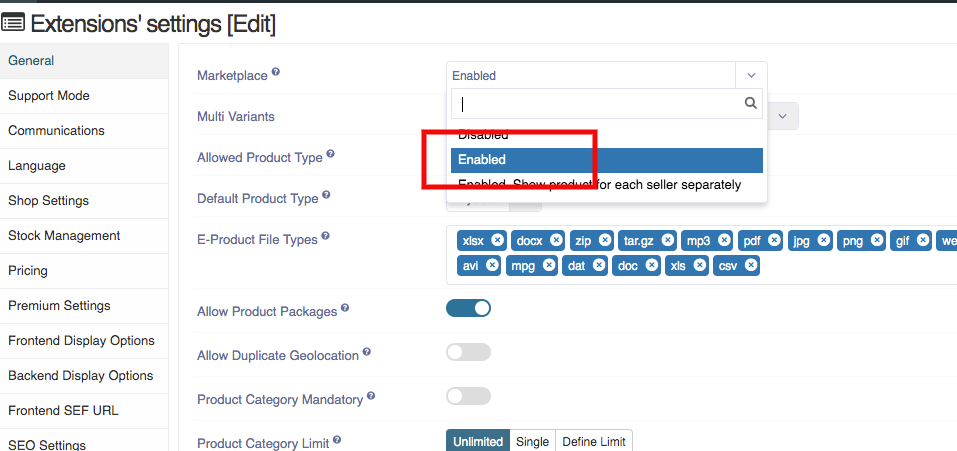 Extensions' settings [Edit]
General
Support Mode
Communications
Language
Shop Settings
Stock Management
Pricing
Premium Settings
Frontend Display Options
Backend Display Options
Frontend SEF URL
SEO Settings
Marketplace
Enabled
Disabled
Enabled
Enabled. Show product for each seller separately
Multi Variants
Allowed Product Type
Default Product Type
E-Product File Types
xlsx docx zip tar.gz mp3 pdf jpg png gif
avi mpg dat doc xls csv
Allow Product Packages
Allow Duplicate Geolocation
Product Category Mandatory
Product Category Limit
Unlimited Single Define Limit